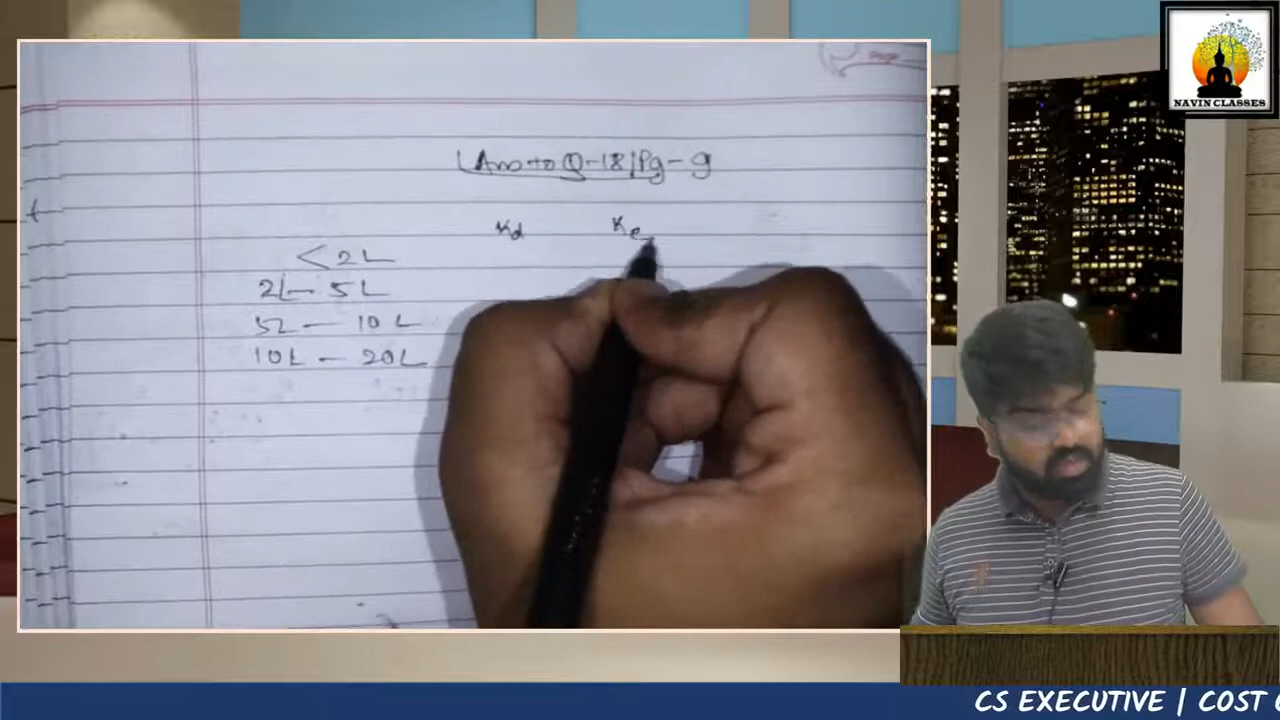 NAVIN CLASSES
Ans to Q-18|Pg-9
Kd Ke
<2L
2L - 5L
5L - 10L
10L - 20L
CS EXECUTIVE | COST